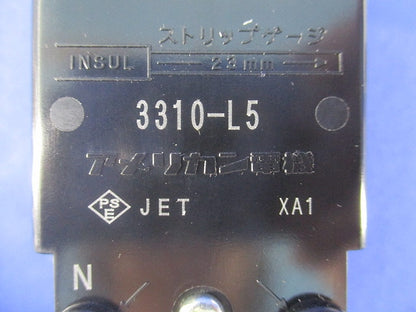 ストリップゲージ
INSUL 23mm
3310-L5
アメリカン電機
PSE JET XA1
N